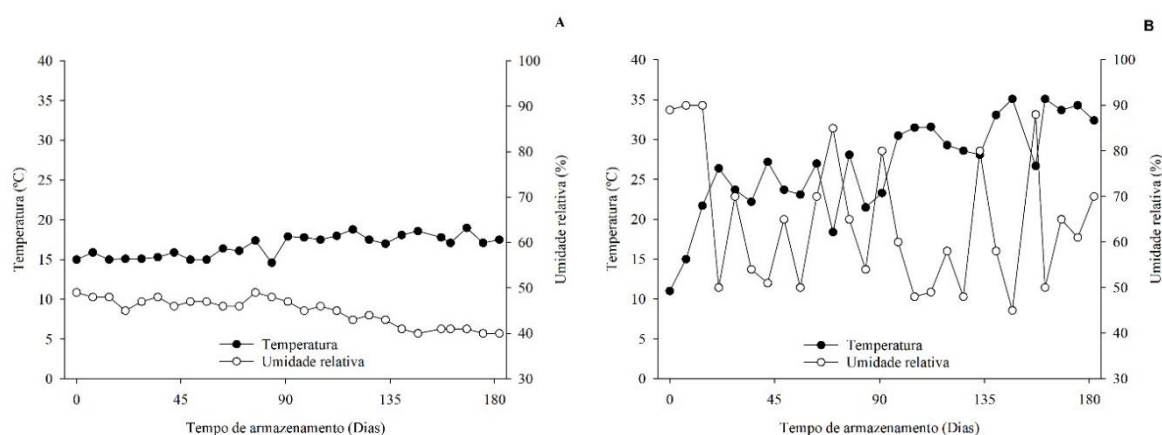 A
40
35
30
25
20
15
10
5
0
Temperatura (ºC)
100
90
80
70
60
50
40
30
Umidade relativa (%)
Temperatura
Umidade relativa
0 45 90 135 180
Tempo de armazenamento (Dias)
B
40
35
30
25
20
15
10
5
0
Temperatura (ºC)
100
90
80
70
60
50
40
30
Umidade relativa (%)
Temperatura
Umidade relativa
0 45 90 135 180
Tempo de armazenamento (Dias)